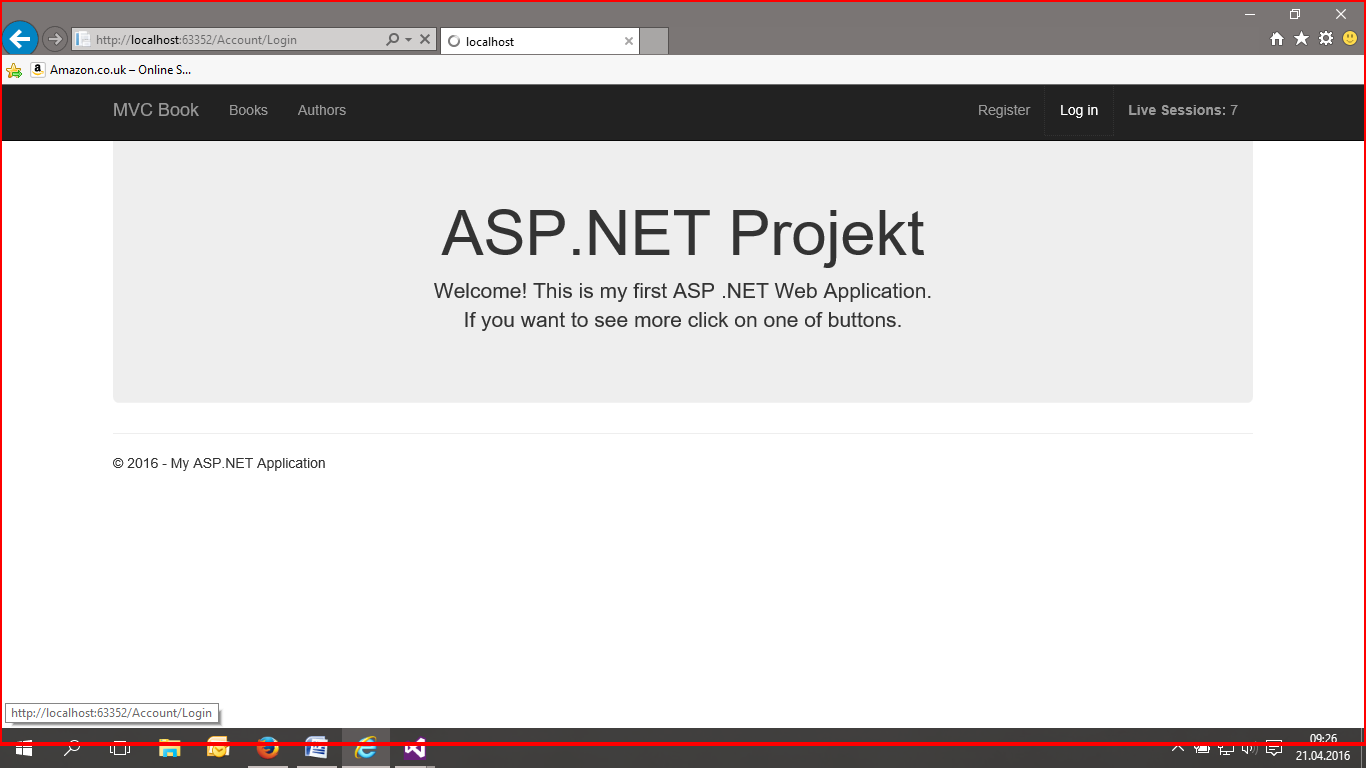 http://localhost:63352/Account/Login
localhost
a Amazon.co.uk – Online S...
MVC Book Books Authors Register Log in Live Sessions: 7
ASP.NET Projekt
Welcome! This is my first ASP .NET Web Application.
If you want to see more click on one of buttons.
© 2016 - My ASP.NET Application
http://localhost:63352/Account/Login
09:26
21.04.2016